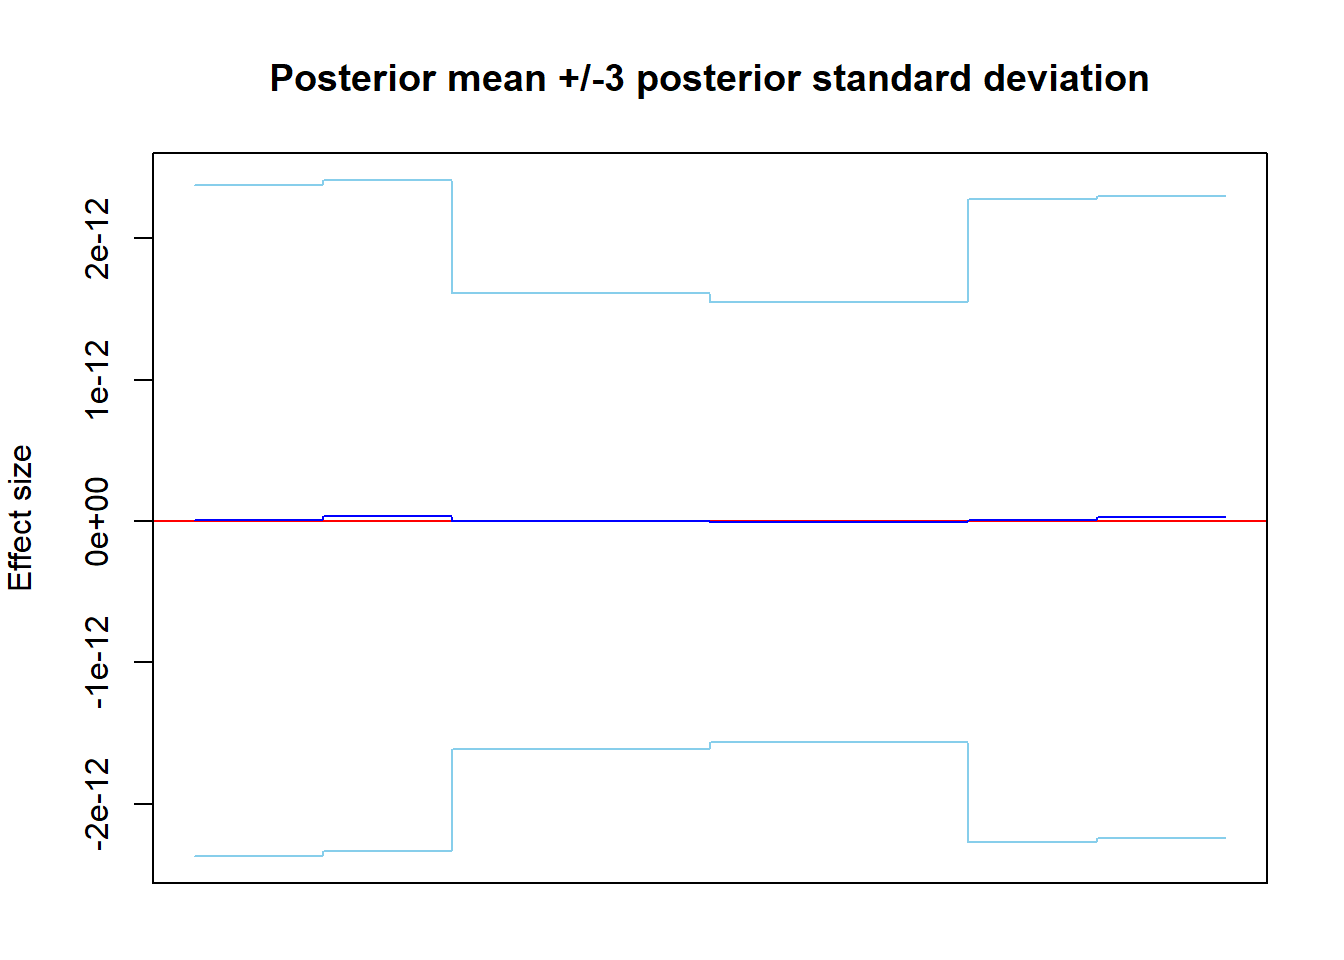 Posterior mean +/-3 posterior standard deviation
Effect size
2e-12
1e-12
0e+00
-1e-12
-2e-12